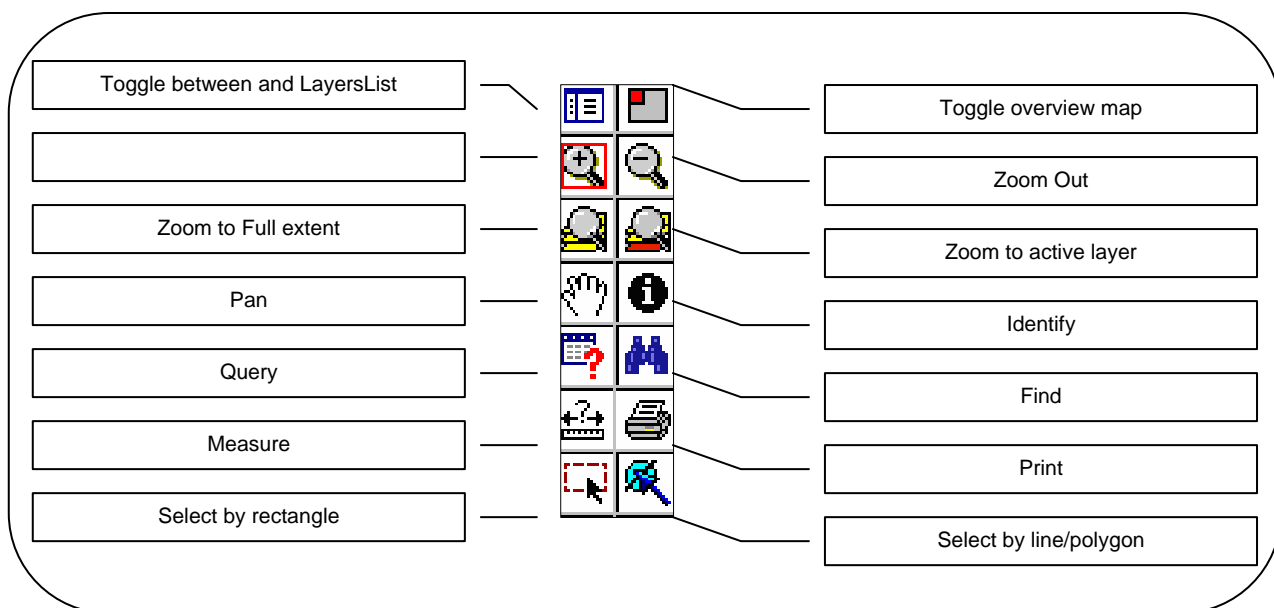 Toggle between and LayersList
Toggle overview map
Zoom Out
Zoom to Full extent
Zoom to active layer
Pan
Identify
Query
Find
Measure
Print
Select by rectangle
Select by line/polygon